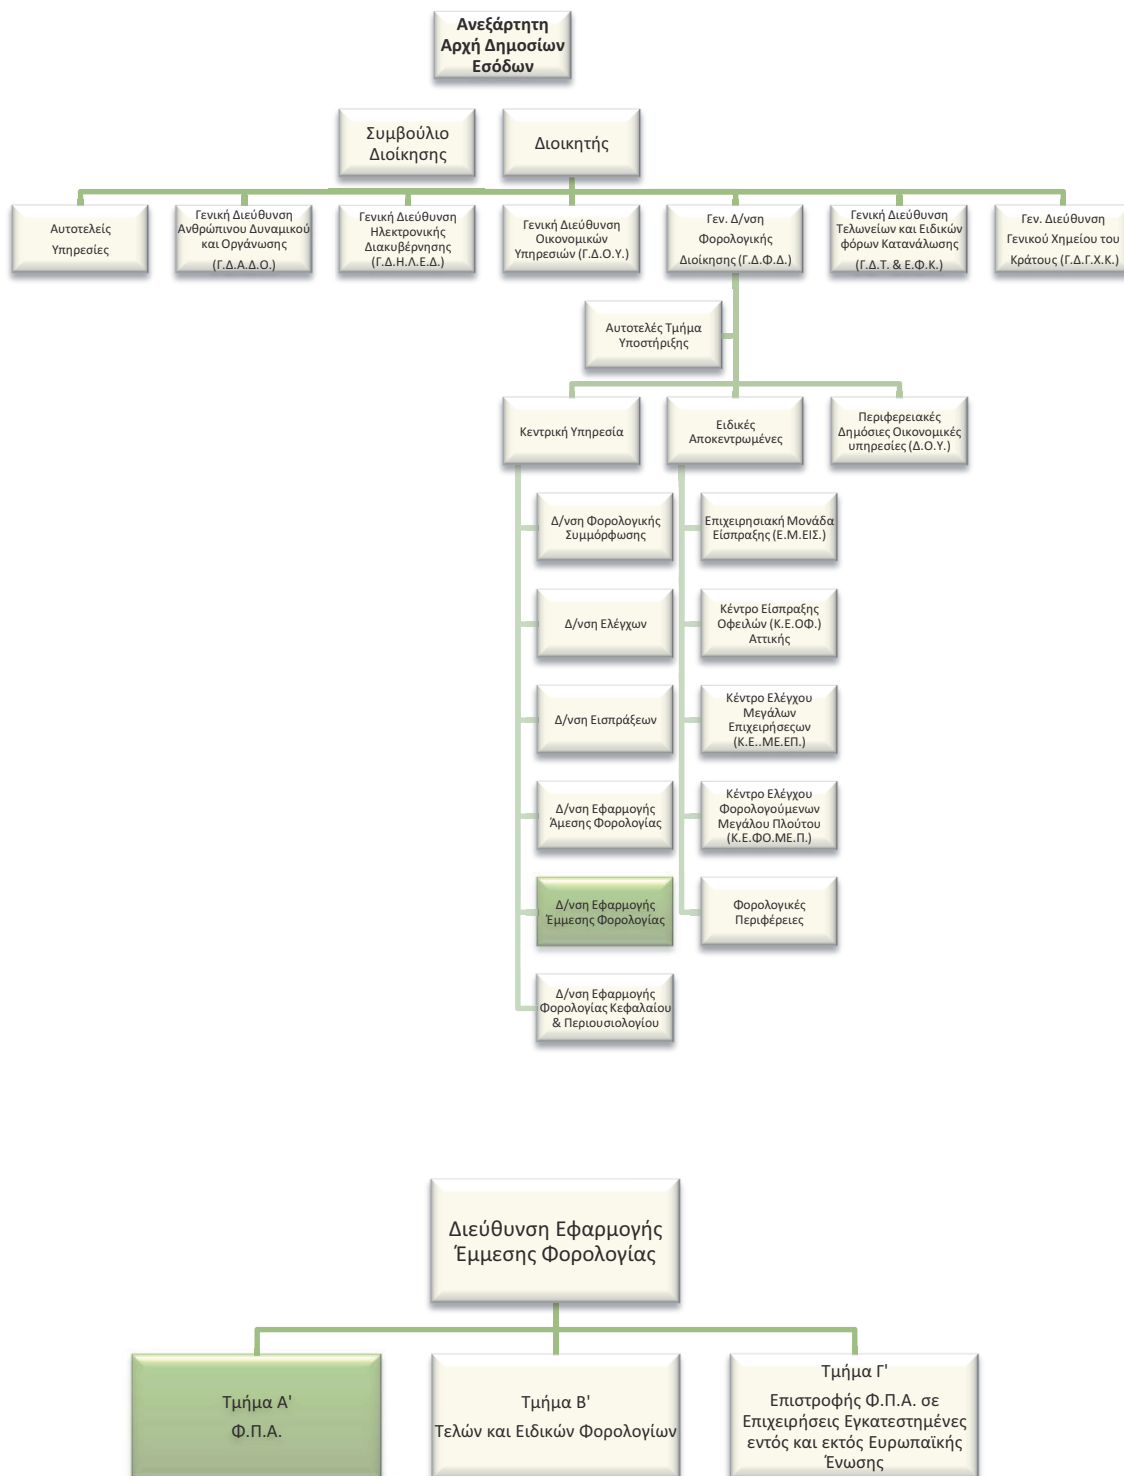 Ανεξάρτητη
Αρχή Δημοσίων
Εσόδων
Συμβούλιο
Διοίκησης
Διοικητής
Αυτοτελείς
Υπηρεσίες
Γενική Διεύθυνση
Ανθρώπινου Δυναμικού
και Οργάνωσης
(Γ.Δ.Α.Δ.Ο.)
Γενική Διεύθυνση
Ηλεκτρονικής
Διακυβέρνησης
(Γ.Δ.Η.Λ.Ε.Δ.)
Γενική Διεύθυνση
Οικονομικών
Υπηρεσιών (Γ.Δ.Ο.Υ.)
Γεν. Δ/νση
Φορολογικής
Διοίκησης (Γ.Δ.Φ.Δ.)
Γενική Διεύθυνση
Τελωνείων και Ειδικών
φόρων Κατανάλωσης
(Γ.Δ.Τ. & Ε.Φ.Κ.)
Γεν. Διεύθυνση
Γενικού Χημείου του
Κράτους (Γ.Δ.Γ.Χ.Κ.)
Αυτοτελές Τμήμα
Υποστήριξης
Κεντρική Υπηρεσία
Ειδικές
Αποκεντρωμένες
Περιφερειακές
Δημόσιες Οικονομικές
υπηρεσίες (Δ.Ο.Υ.)
Δ/νση Φορολογικής
Συμμόρφωσης
Επιχειρησιακή Μονάδα
Είσπραξης (Ε.Μ.ΕΙΣ.)
Δ/νση Ελέγχων
Κέντρο Είσπραξης
Οφειλών (Κ.Ε.ΟΦ.)
Αττικής
Δ/νση Εισπράξεων
Κέντρο Ελέγχου
Μεγάλων
Επιχειρήσεςων
(Κ.Ε..ΜΕ.ΕΠ.)
Δ/νση Εφαρμογής
Άμεσης Φορολογίας
Κέντρο Ελέγχου
Φορολογούμενων
Μεγάλου Πλούτου
(Κ.Ε.ΦΟ.ΜΕ.Π.)
Δ/νση Εφαρμογής
Έμμεσης Φορολογίας
Φορολογικές
Περιφέρειες
Δ/νση Εφαρμογής
Φορολογίας Κεφαλαίου
& Περιουσιολογίου
Διεύθυνση Εφαρμογής
Έμμεσης Φορολογίας
Τμήμα Α'
Φ.Π.Α.
Τμήμα Β'
Τελών και Ειδικών Φορολογίων
Τμήμα Γ'
Επιστροφής Φ.Π.Α. σε
Επιχειρήσεις Εγκατεστημένες
εντός και εκτός Ευρωπαϊκής
Ένωσης